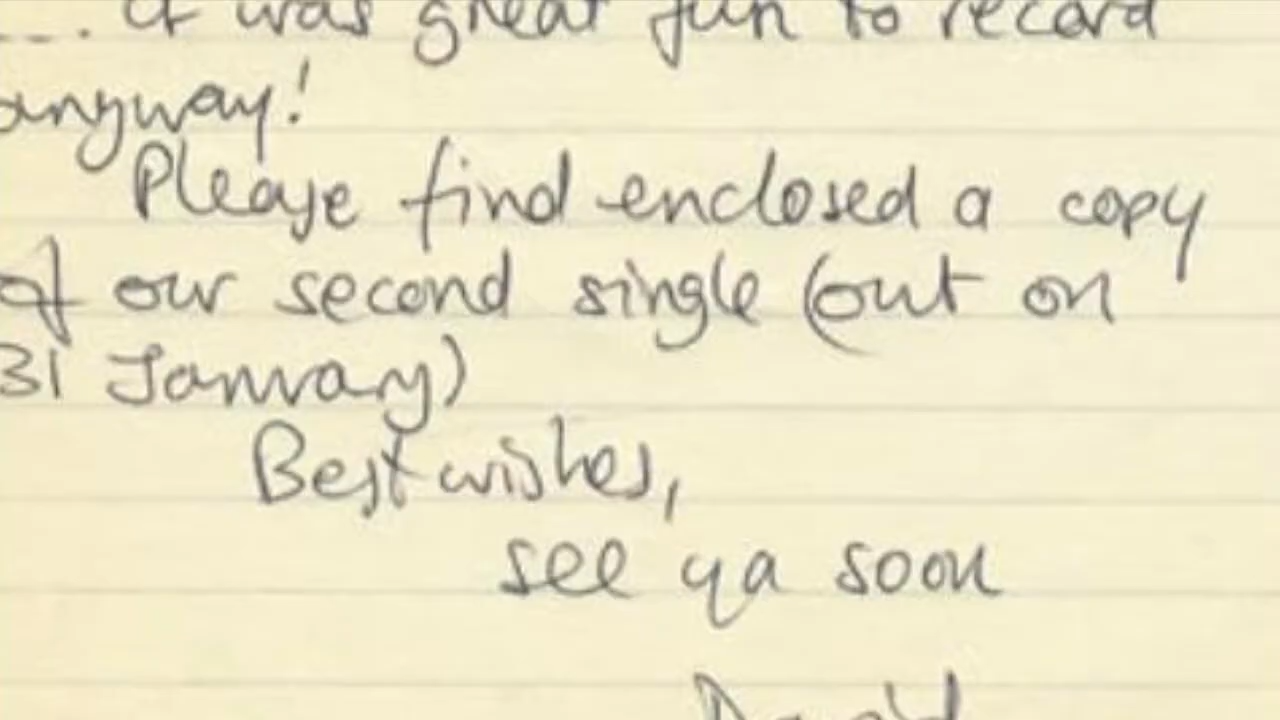 .... it was great fun to record
anyway!
Please find enclosed a copy
of our second single (out on
31 January)
Best wishes,
see ya soon
David